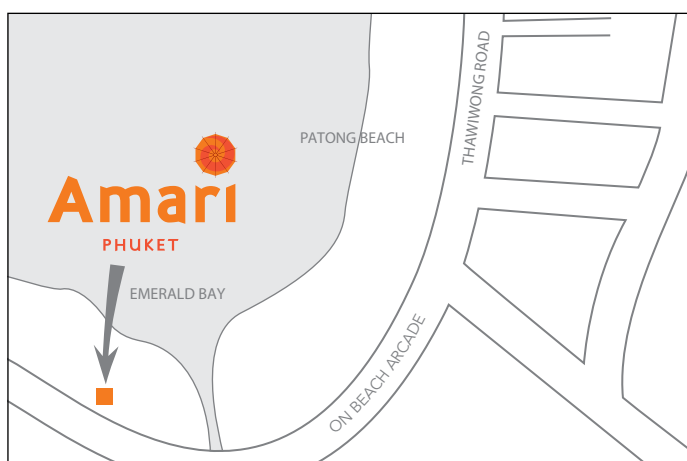 THAWIWONG ROAD
PATONG BEACH
Amari
PHUKET
EMERALD BAY
ON BEACH ARCADE